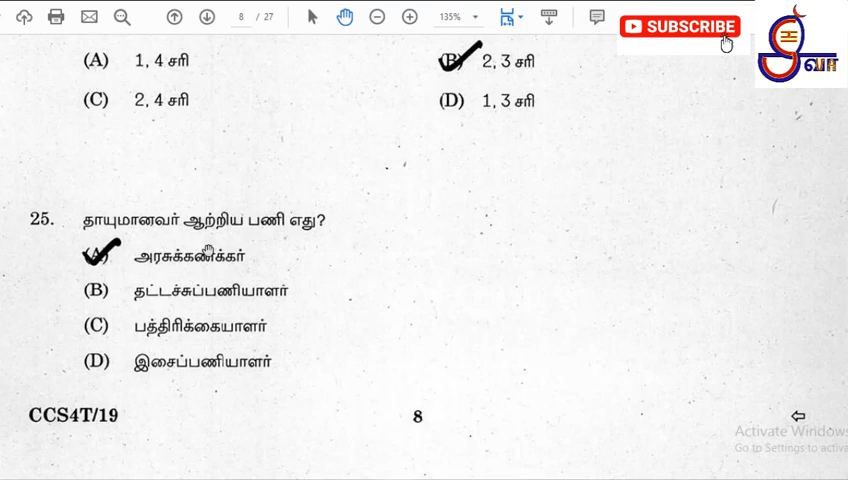 8 / 27
135%
SUBSCRIBE
வா
(A) 1, 4 சரி
(B) 2, 3 சரி
(C) 2, 4 சரி
(D) 1, 3 சரி
25. தாயுமானவர் ஆற்றிய பணி எது?
(A) அரசுக்கணக்கர்
(B) தட்டச்சுப்பணியாளர்
(C) பத்திரிக்கையாளர்
(D) இசைப்பணியாளர்
CCS4T/19
8
Activate Windows
Go to Settings to activa